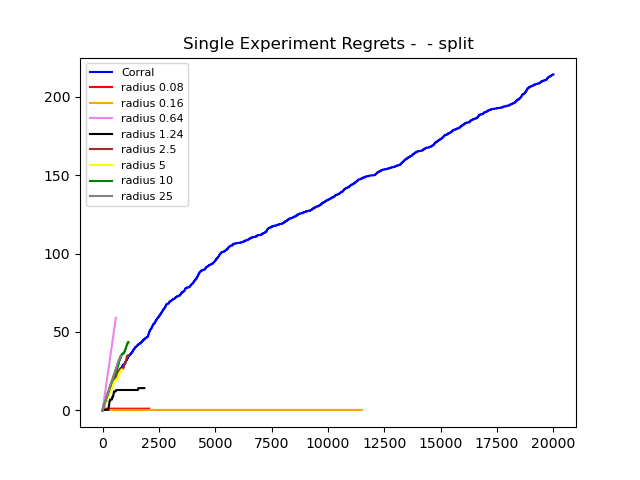 Single Experiment Regrets -  - split
200
150
100
50
0
Corral
radius 0.08
radius 0.16
radius 0.64
radius 1.24
radius 2.5
radius 5
radius 10
radius 25
0 2500 5000 7500 10000 12500 15000 17500 20000